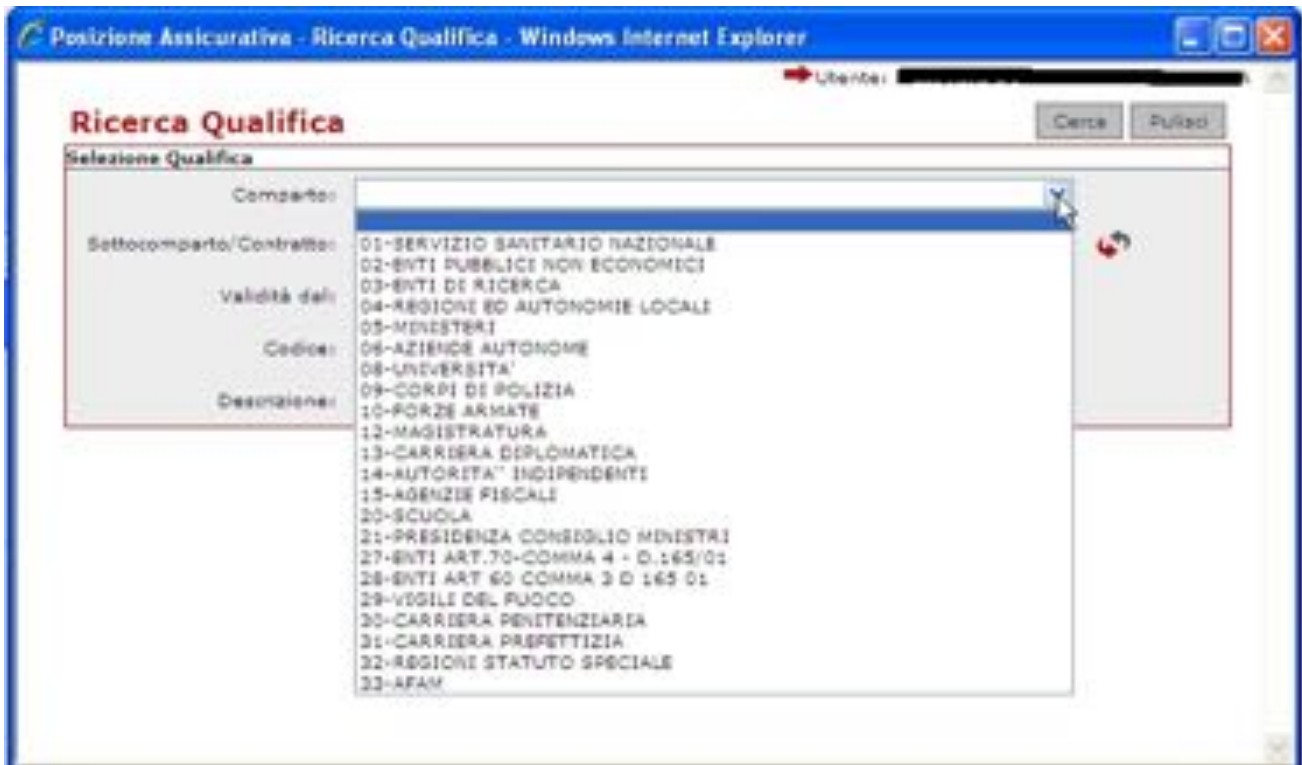 Posizione Assicurativa - Ricerca Qualifica - Windows Internet Explorer
Utente:
Ricerca Qualifica
Cerca Pulisci
Selezione Qualifica
Comparto:
Sottocomparto/Contratto:
01-SERVIZIO SANITARIO NAZIONALE
02-ENTI PUBBLICI NON ECONOMICI
Validità dal:
03-ENTI DI RICERCA
04-REGIONI ED AUTONOMIE LOCALI
05-MINISTERI
Codice:
06-AZIENDE AUTONOME
08-UNIVERSITA'
09-CORPI DI POLIZIA
Descrizione:
10-FORZE ARMATE
12-MAGISTRATURA
13-CARRIERA DIPLOMATICA
14-AUTORITA'' INDIPENDENTI
15-AGENZIE FISCALI
20-SCUOLA
21-PRESIDENZA CONSIGLIO MINISTRI
27-ENTI ART.70-COMMA 4 - D.165/01
28-ENTI ART 60 COMMA 3 D 165 01
29-VIGILI DEL FUOCO
30-CARRIERA PENITENZIARIA
31-CARRIERA PREFETTIZIA
32-REGIONI STATUTO SPECIALE
33-AFAM